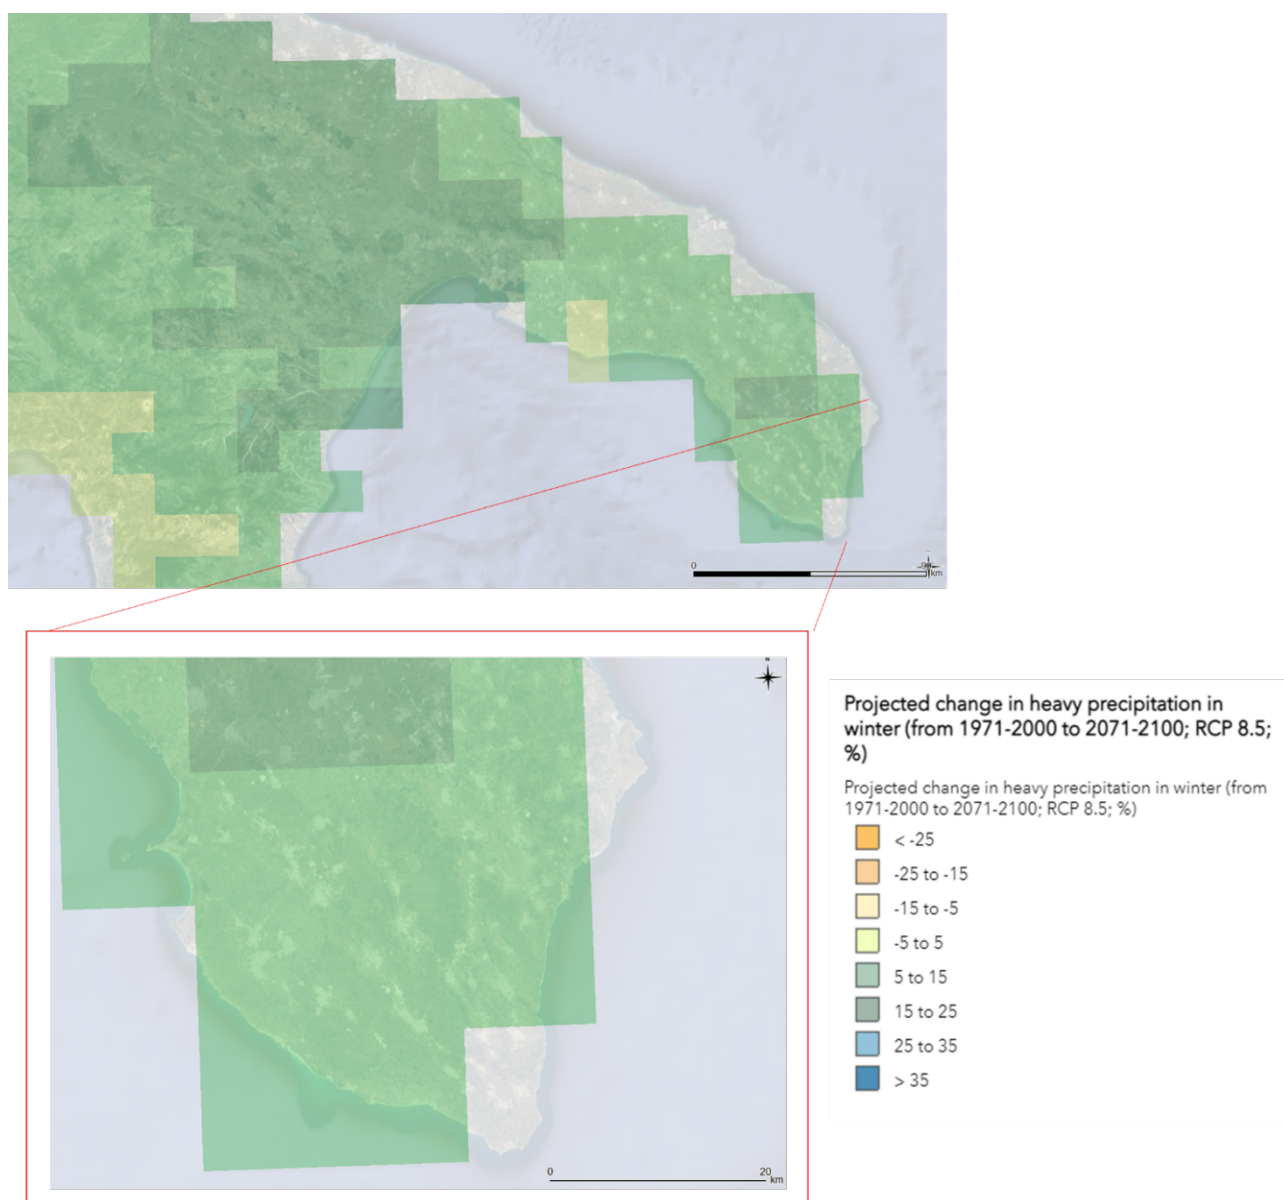 0
km
N
0
20
km
Projected change in heavy precipitation in
winter (from 1971-2000 to 2071-2100; RCP 8.5;
%)
Projected change in heavy precipitation in winter (from
1971-2000 to 2071-2100; RCP 8.5; %)
< -25
-25 to -15
-15 to -5
-5 to 5
5 to 15
15 to 25
25 to 35
> 35